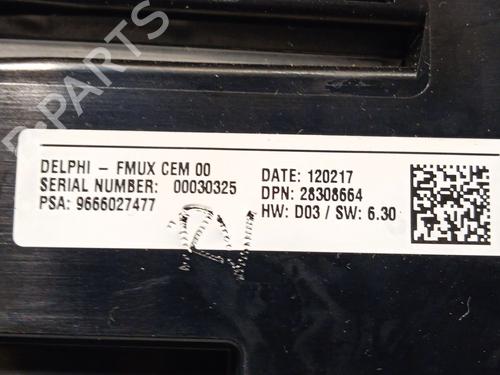 DELPHI - FMUX CEM 00
SERIAL NUMBER: 00030325
PSA: 9666027477
DATE: 120217
DPN: 28308664
HW: D03 / SW: 6.30
B-PARTS